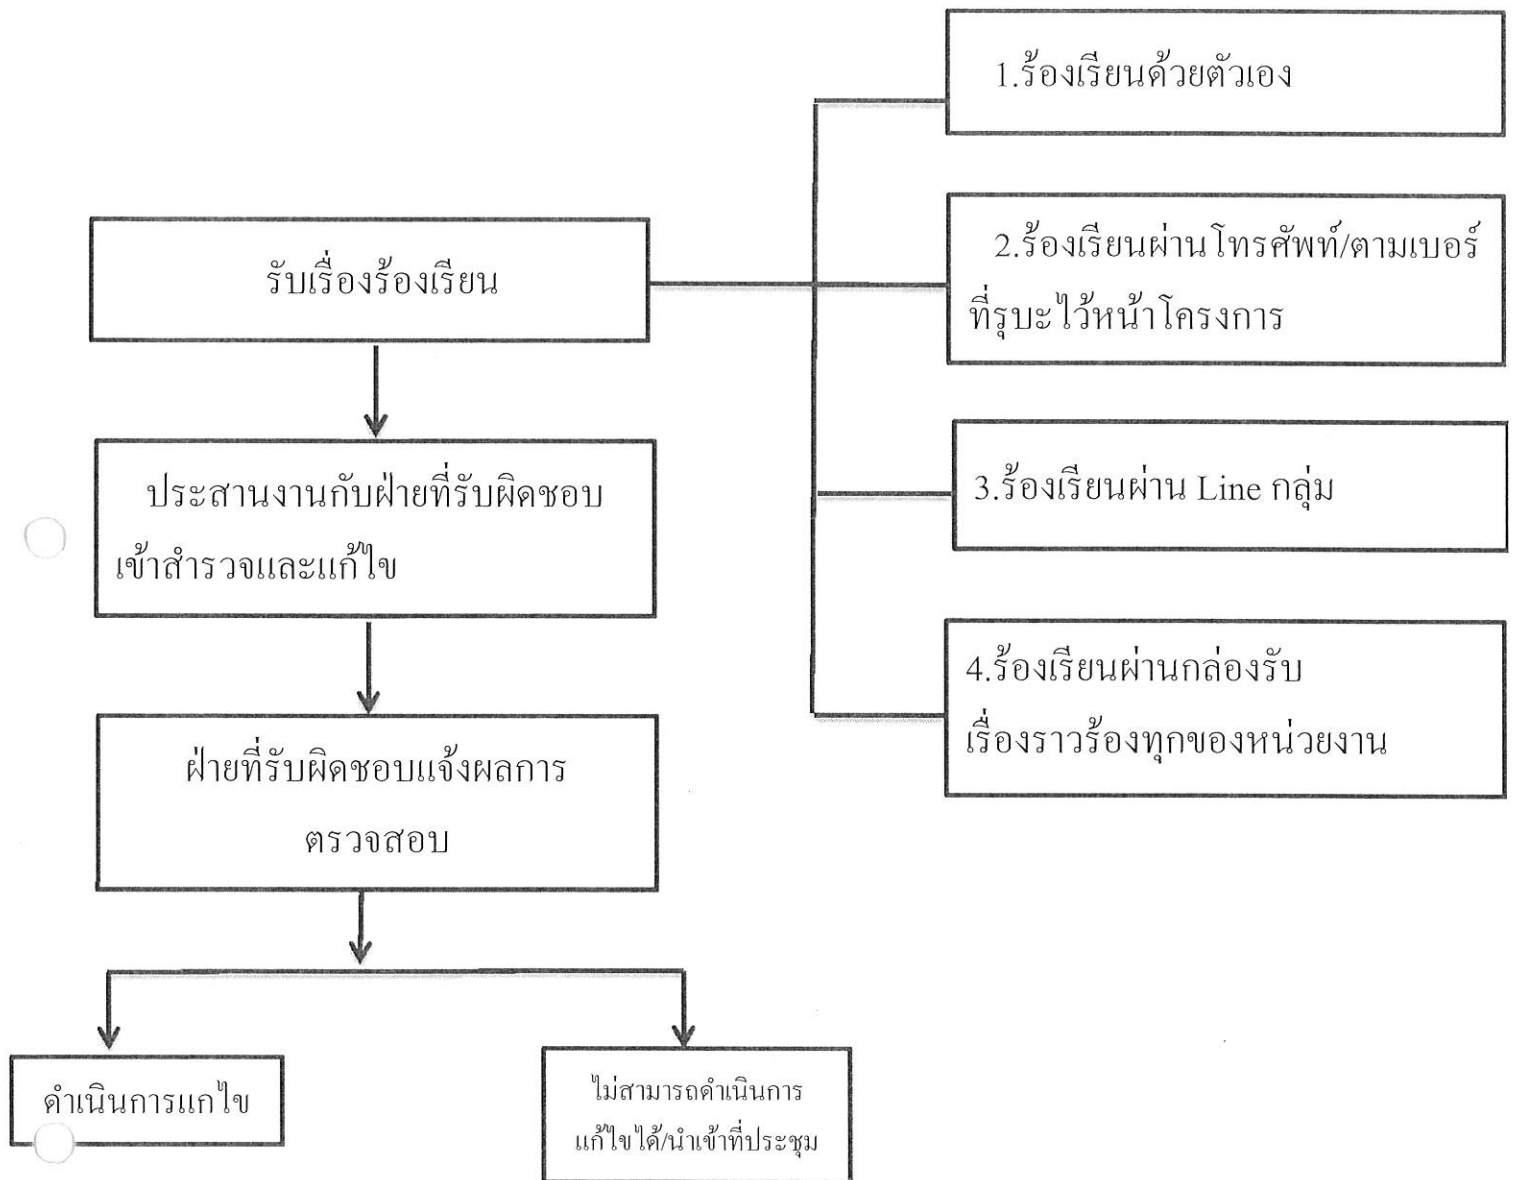 1.ร้องเรียนด้วยตัวเอง
รับเรื่องร้องเรียน
2.ร้องเรียนผ่านโทรศัพท์/ตามเบอร์
ที่รุบะไว้หน้าโครงการ
ประสานงานกับฝ่ายที่รับผิดชอบ
เข้าสำรวจและแก้ไข
3.ร้องเรียนผ่าน Line กลุ่ม
4.ร้องเรียนผ่านกล่องรับ
เรื่องราวร้องทุกของหน่วยงาน
ฝ่ายที่รับผิดชอบแจ้งผลการ
ตรวจสอบ
ดำเนินการแกไข
ไม่สามารถดำเนินการ
แก้ไขได้/นำเข้าที่ประชุม